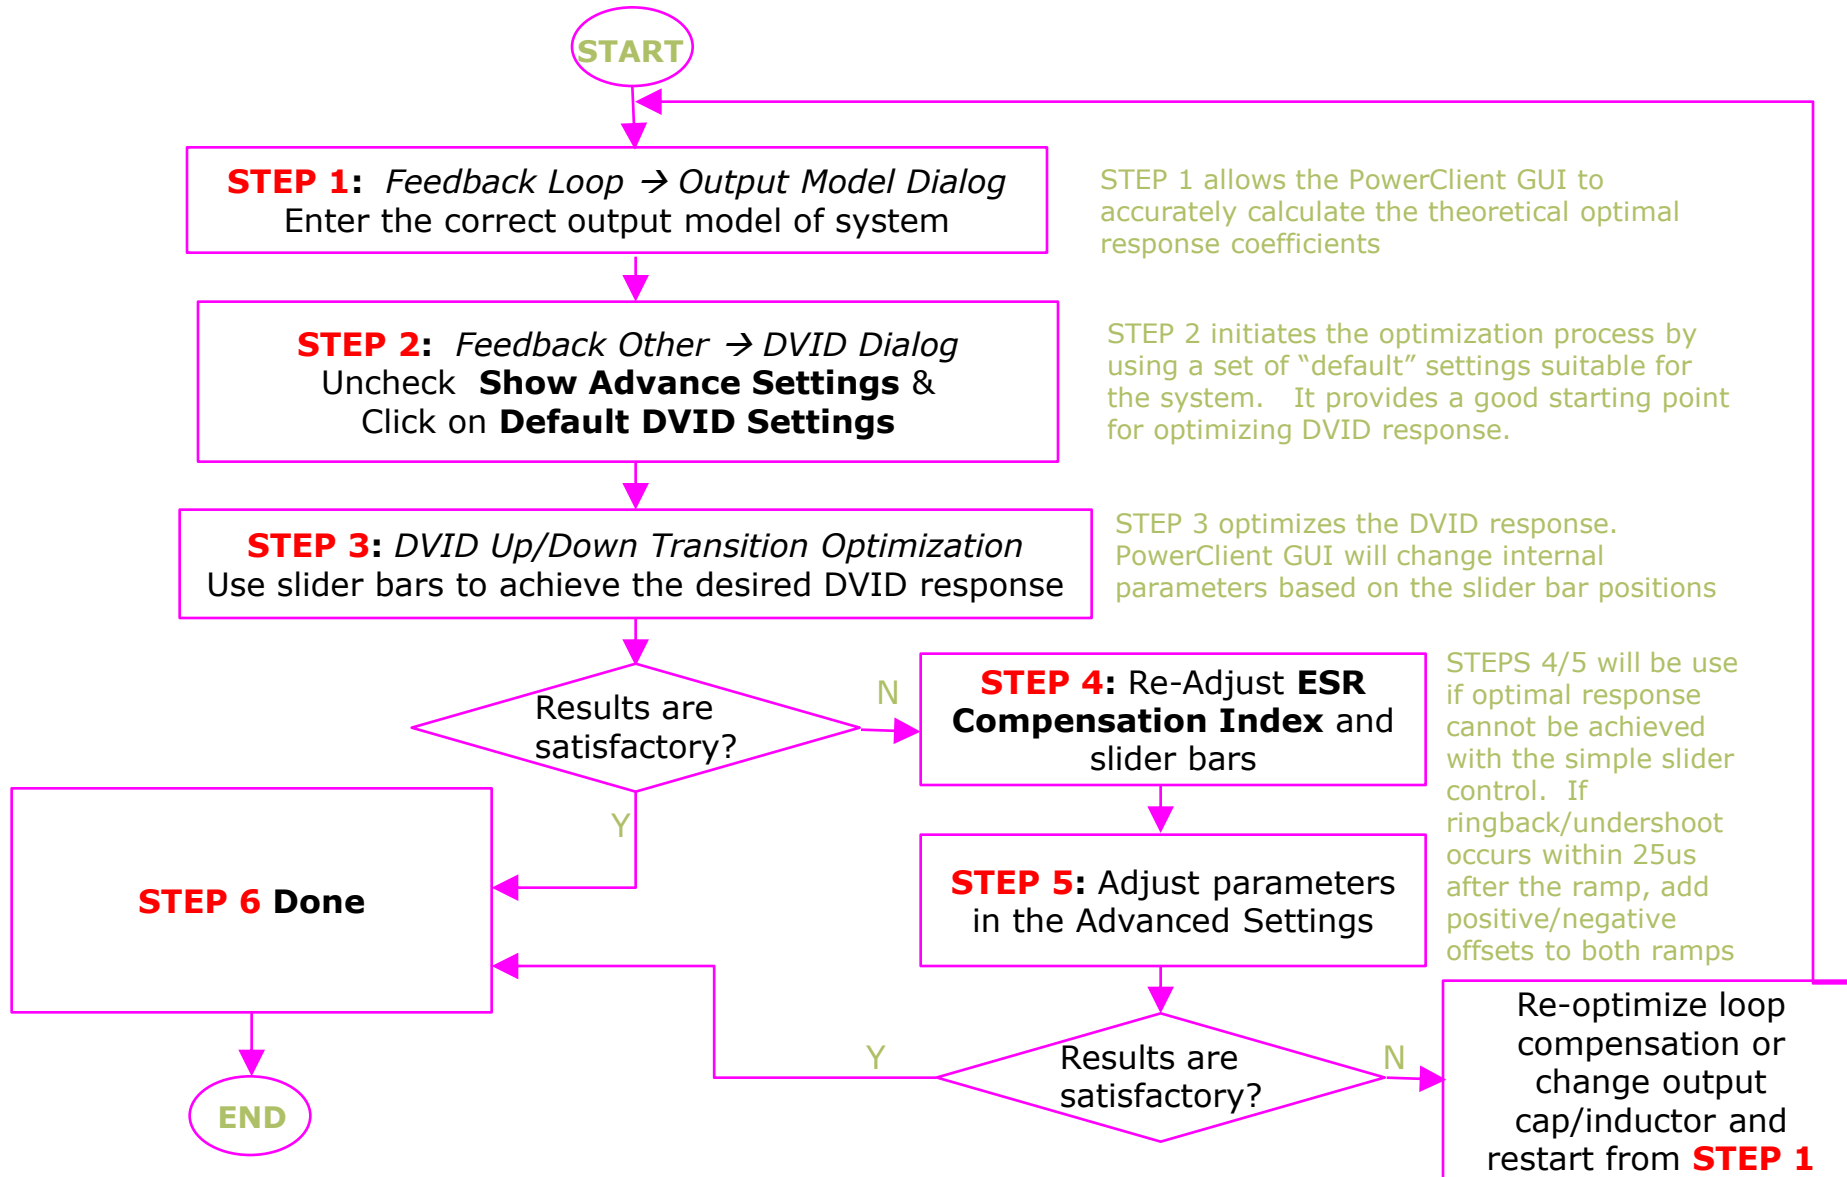 START
STEP 1: Feedback Loop → Output Model Dialog
Enter the correct output model of system
STEP 1 allows the PowerClient GUI to
accurately calculate the theoretical optimal
response coefficients
STEP 2: Feedback Other → DVID Dialog
Uncheck Show Advance Settings &
Click on Default DVID Settings
STEP 2 initiates the optimization process by
using a set of “default” settings suitable for
the system. It provides a good starting point
for optimizing DVID response.
STEP 3: DVID Up/Down Transition Optimization
Use slider bars to achieve the desired DVID response
STEP 3 optimizes the DVID response.
PowerClient GUI will change internal
parameters based on the slider bar positions
Results are
satisfactory?
N
Y
STEP 4: Re-Adjust ESR
Compensation Index and
slider bars
STEPS 4/5 will be use
if optimal response
cannot be achieved
with the simple slider
control. If
ringback/undershoot
occurs within 25us
after the ramp, add
positive/negative
offsets to both ramps
STEP 5: Adjust parameters
in the Advanced Settings
STEP 6 Done
Results are
satisfactory?
Y
N
Re-optimize loop
compensation or
change output
cap/inductor and
restart from STEP 1
END